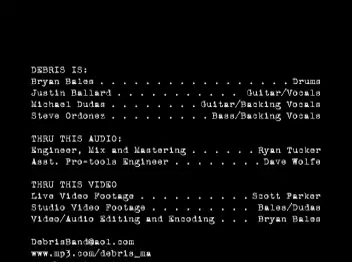 DEBRIS IS:
Bryan Bales . . . . . . . . . . . . . . . . . Drums
Justin Ballard . . . . . . . . . . . Guitar/Vocals
Michael Dudas . . . . . . . . Guitar/Backing Vocals
Steve Ordonez . . . . . . . . . Bass/Backing Vocals
THRU THIS AUDIO:
Engineer, Mix and Mastering . . . . . . Ryan Tucker
Asst. Pro-tools Engineer . . . . . . . . Dave Wolfe
THRU THIS VIDEO
Live Video Footage . . . . . . . . . . Scott Parker
Studio Video Footage . . . . . . . . . Bales/Dudas
Video/Audio Editing and Encoding . . . Bryan Bales
DebrisBand@aol.com
www.mp3.com/debris_ma